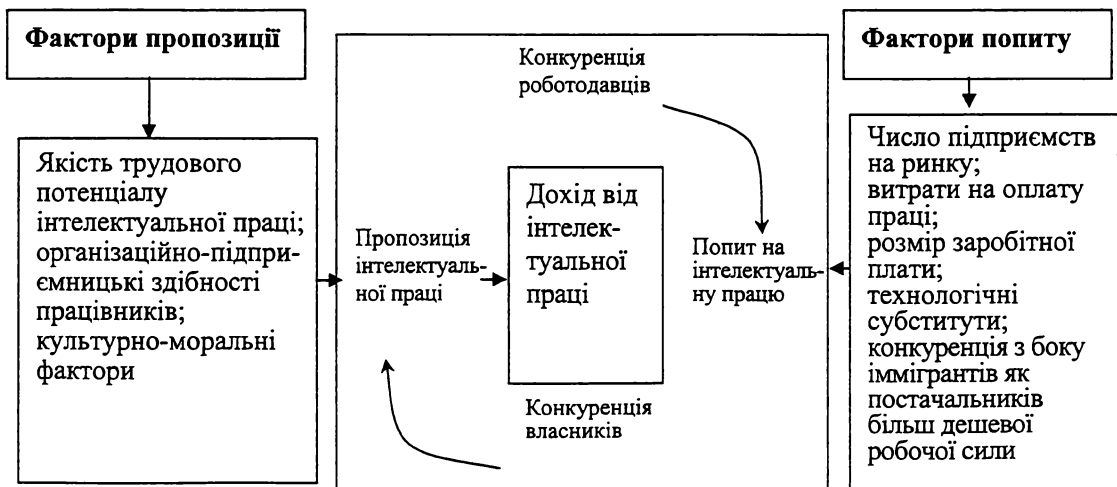 Фактори пропозиції
Якість трудового
потенціалу
інтелектуальної праці;
організаційно-підпри-
ємницькі здібності
працівників;
культурно-моральні
фактори
Конкуренція
роботодавців
Пропозиція
інтелектуаль-
ної праці
Дохід від
інтелек-
туальної
праці
Попит на
інтелектуаль-
ну працю
Конкуренція
власників
Фактори попиту
Число підприємств
на ринку;
витрати на оплату
праці;
розмір заробітної
плати;
технологічні
субститути;
конкуренція з боку
іммігрантів як
постачальників
більш дешевої
робочої сили